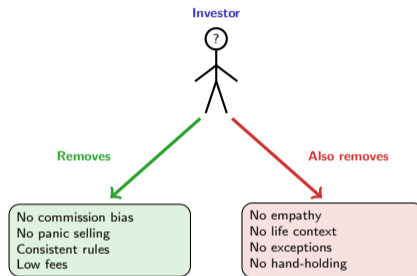 Investor
?
Removes
Also removes
No commission bias
No panic selling
Consistent rules
Low fees
No empathy
No life context
No exceptions
No hand-holding